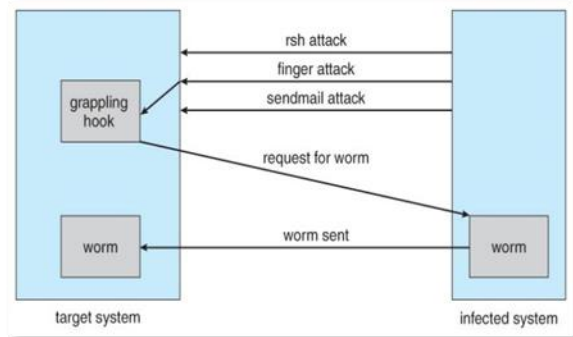 rsh attack
finger attack
sendmail attack
grappling
hook
request for worm
worm sent
worm
worm
target system
infected system